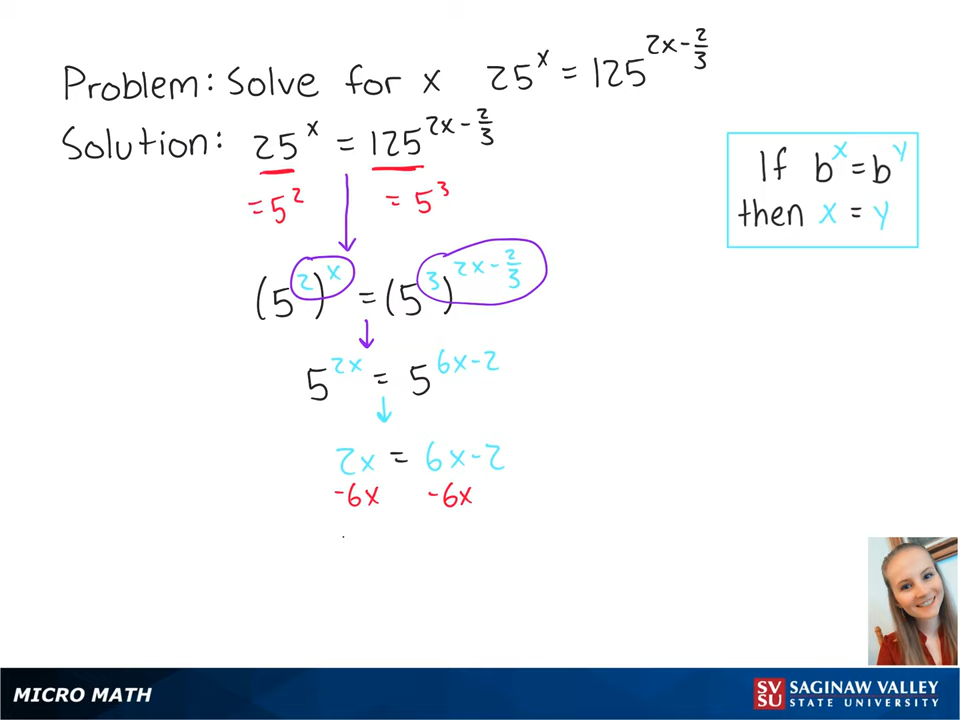 Problem: Solve for x 25^x = 125^(2x - 2/3)
Solution: 25^x = 125^(2x - 2/3)
= 5^2 = 5^3
If b^x = b^y
then x = y
(5^2)^x = (5^3)^(2x - 2/3)
5^(2x) = 5^(6x - 2)
2x = 6x - 2
-6x -6x
MICRO MATH
SVSU SAGINAW VALLEY
STATE UNIVERSITY